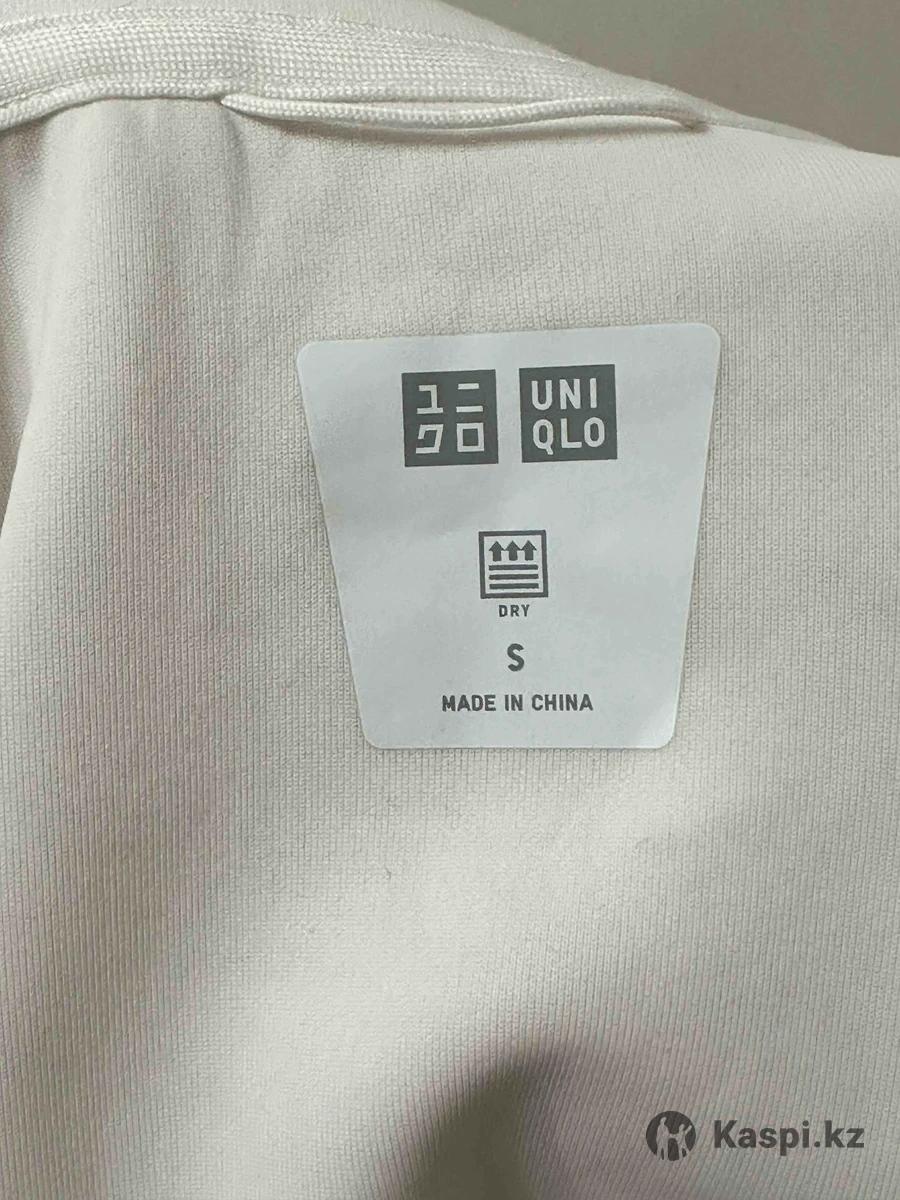 ユニ
クロ
UNI
QLO
DRY
S
MADE IN CHINA
Kaspi.kz